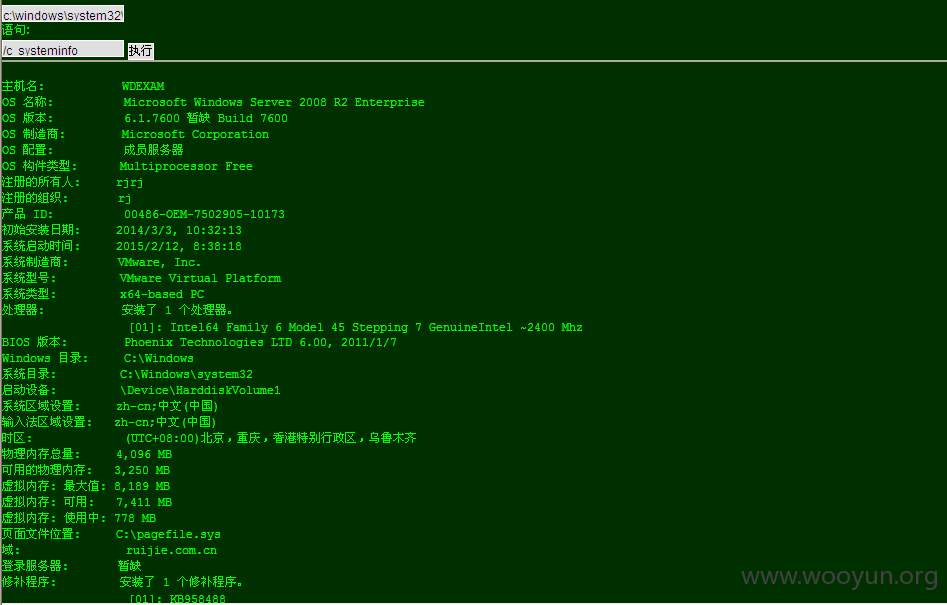 c:\windows\system32\
语句:
/c systeminfo 执行
主机名: WDEXAM
OS 名称: Microsoft Windows Server 2008 R2 Enterprise
OS 版本: 6.1.7600 暂缺 Build 7600
OS 制造商: Microsoft Corporation
OS 配置: 成员服务器
OS 构件类型: Multiprocessor Free
注册的所有人: rjrj
注册的组织: rj
产品 ID: 00486-OEM-7502905-10173
初始安装日期: 2014/3/3, 10:32:13
系统启动时间: 2015/2/12, 8:38:18
系统制造商: VMware, Inc.
系统型号: VMware Virtual Platform
系统类型: x64-based PC
处理器: 安装了 1 个处理器。
[01]: Intel64 Family 6 Model 45 Stepping 7 GenuineIntel ~2400 Mhz
BIOS 版本: Phoenix Technologies LTD 6.00, 2011/1/7
Windows 目录: C:\Windows
系统目录: C:\Windows\system32
启动设备: \Device\HarddiskVolume1
系统区域设置: zh-cn;中文(中国)
输入法区域设置: zh-cn;中文(中国)
时区: (UTC+08:00)北京，重庆，香港特别行政区，乌鲁木齐
物理内存总量: 4,096 MB
可用的物理内存: 3,250 MB
虚拟内存: 最大值: 8,189 MB
虚拟内存: 可用: 7,411 MB
虚拟内存: 使用中: 778 MB
页面文件位置: C:\pagefile.sys
域: ruijie.com.cn
登录服务器: 暂缺
修补程序: 安装了 1 个修补程序。
[01]: KB958488
www.wooyun.org